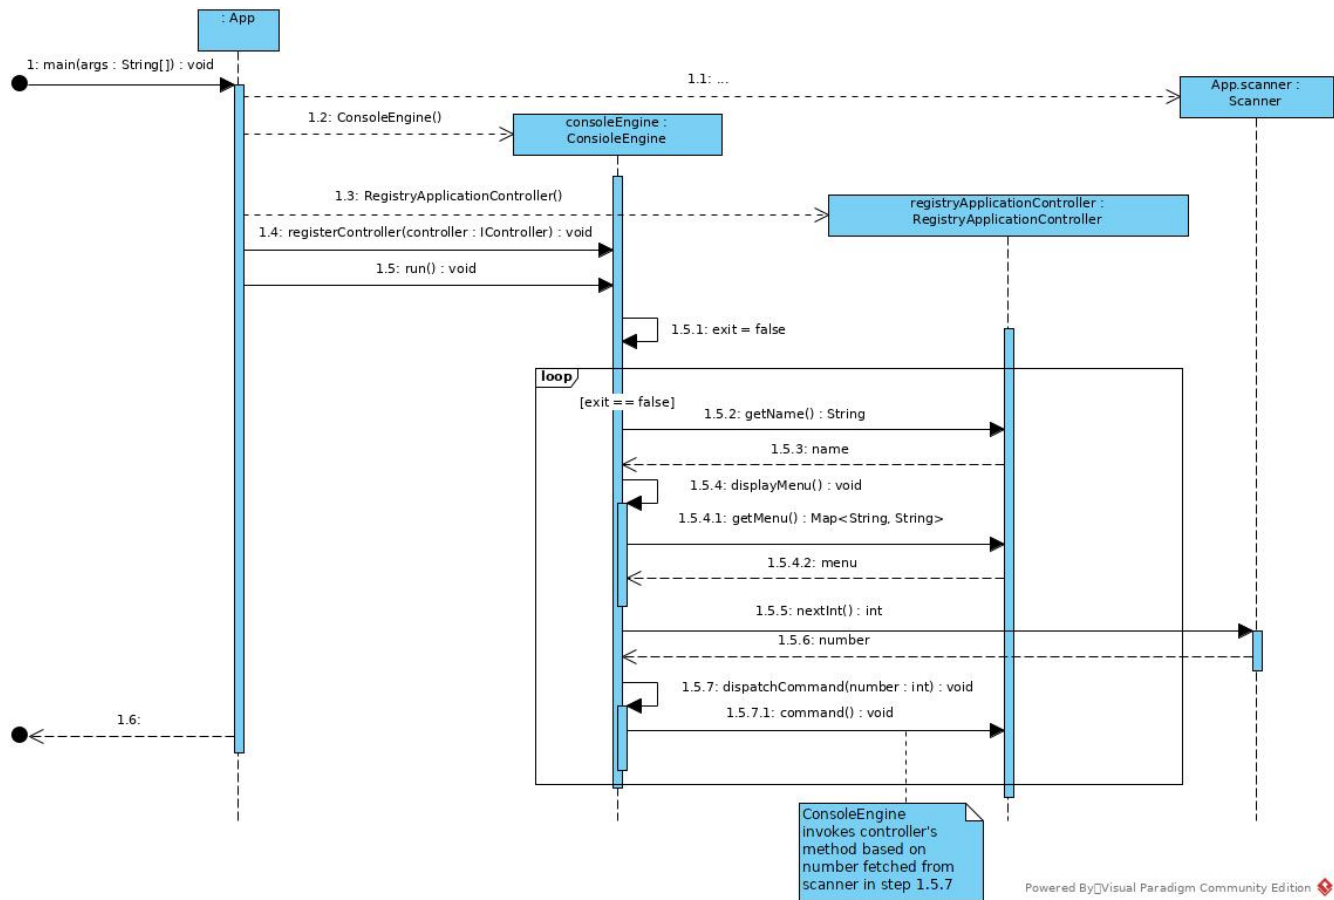 : App
1: main(args : String[]) : void
1.1: ...
App.scanner :
Scanner
1.2: ConsoleEngine()
consoleEngine :
ConsioleEngine
1.3: RegistryApplicationController()
registryApplicationController :
RegistryApplicationController
1.4: registerController(controller : IController) : void
1.5: run() : void
1.5.1: exit = false
loop
[exit == false]
1.5.2: getName() : String
1.5.3: name
1.5.4: displayMenu() : void
1.5.4.1: getMenu() : Map<String, String>
1.5.4.2: menu
1.5.5: nextInt() : int
1.5.6: number
1.5.7: dispatchCommand(number : int) : void
1.5.7.1: command() : void
1.6:
ConsoleEngine
invokes controller's
method based on
number fetched from
scanner in step 1.5.7
Powered By▯Visual Paradigm Community Edition